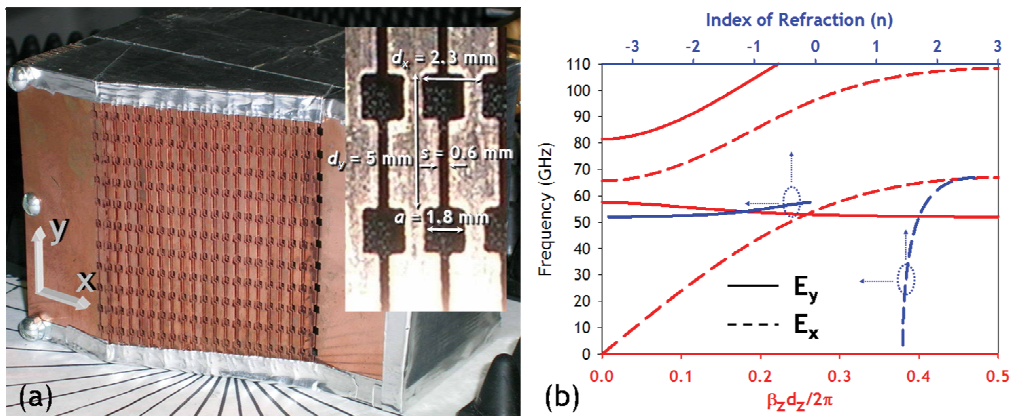 dx = 2.3 mm
dy = 5 mm
s = 0.6 mm
a = 1.8 mm
y
x
(a)
Index of Refraction (n)
-3 -2 -1 0 1 2 3
Frequency (GHz)
110
100
90
80
70
60
50
40
30
20
10
0
Ey
Ex
0.0 0.1 0.2 0.3 0.4 0.5
βzdz/2π
(b)